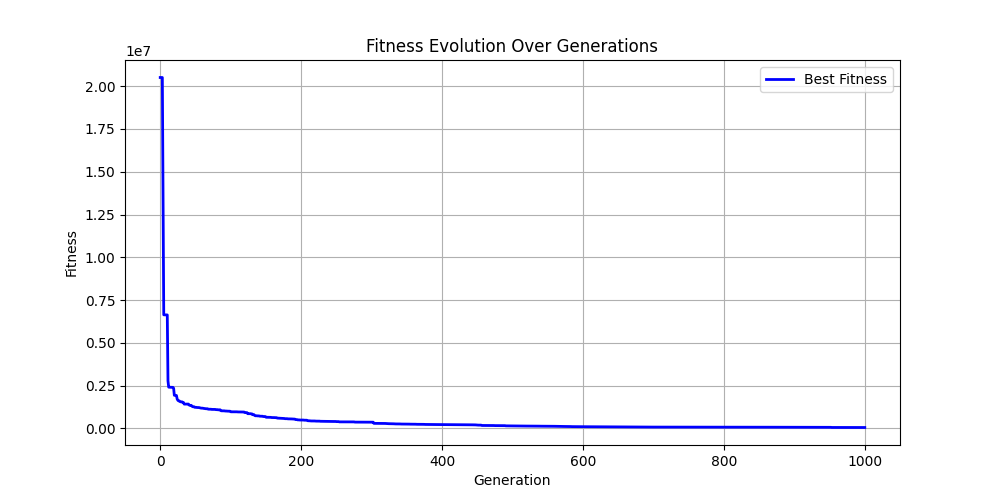 Fitness Evolution Over Generations
1e7
Best Fitness
2.00
1.75
1.50
1.25
1.00
0.75
0.50
0.25
0.00
Fitness
0 200 400 600 800 1000
Generation